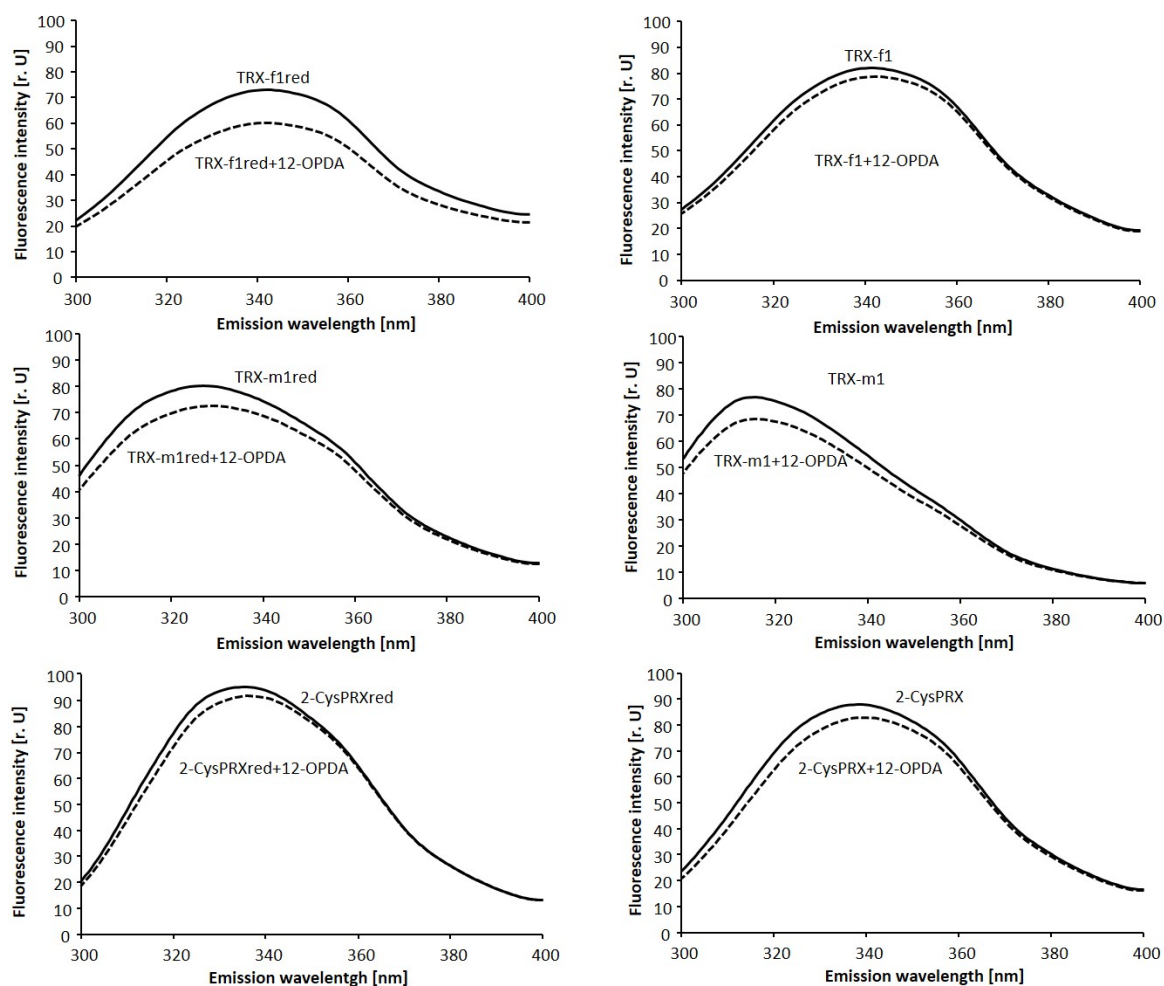 Fluorescence intensity [r. U]
100
90
80
70
60
50
40
30
20
10
0
TRX-f1red
TRX-f1red+12-OPDA
300 320 340 360 380 400
Emission wavelength [nm]
Fluorescence intensity [r. U]
100
90
80
70
60
50
40
30
20
10
0
TRX-f1
TRX-f1+12-OPDA
300 320 340 360 380 400
Emission wavelength [nm]
Fluorescence intensity [r. U]
100
90
80
70
60
50
40
30
20
10
0
TRX-m1red
TRX-m1red+12-OPDA
300 320 340 360 380 400
Emission wavelength [nm]
Fluorescence intensity [r. U]
100
90
80
70
60
50
40
30
20
10
0
TRX-m1
TRX-m1+12-OPDA
300 320 340 360 380 400
Emission wavelength [nm]
Fluorescence intensity [r. U]
100
90
80
70
60
50
40
30
20
10
0
2-CysPRXred
2-CysPRXred+12-OPDA
300 320 340 360 380 400
Emission wavelentgh [nm]
Fluorescence intensity [r. U]
100
90
80
70
60
50
40
30
20
10
0
2-CysPRX
2-CysPRX+12-OPDA
300 320 340 360 380 400
Emission wavelength [nm]